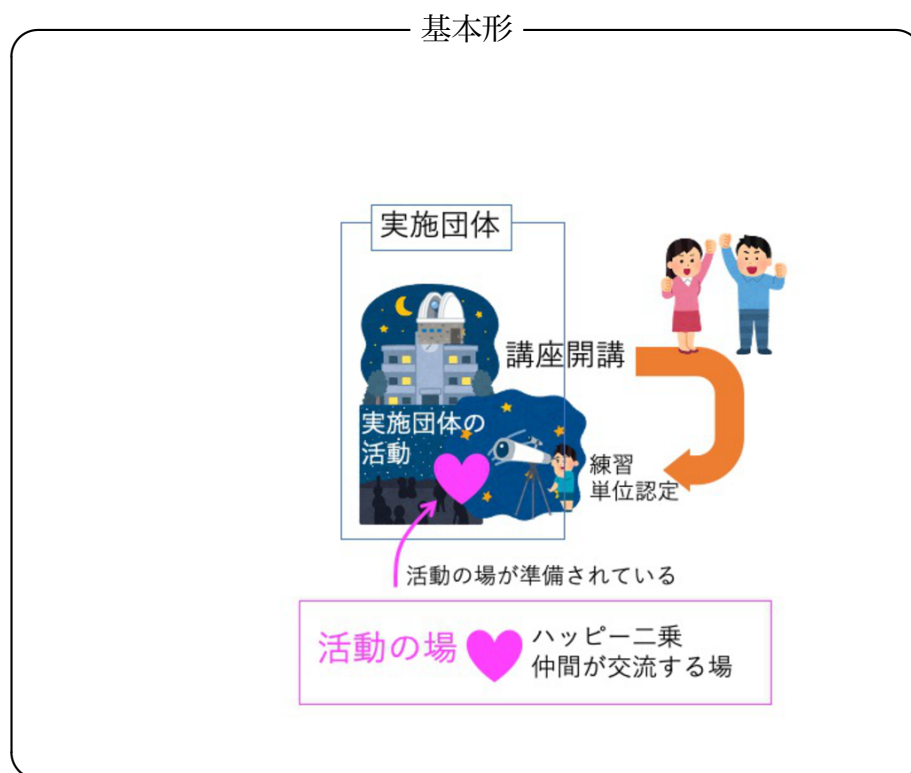 基本形
実施団体
講座開講
実施団体の
活動
練習
単位認定
活動の場が準備されている
活動の場
ハッピー二乗
仲間が交流する場